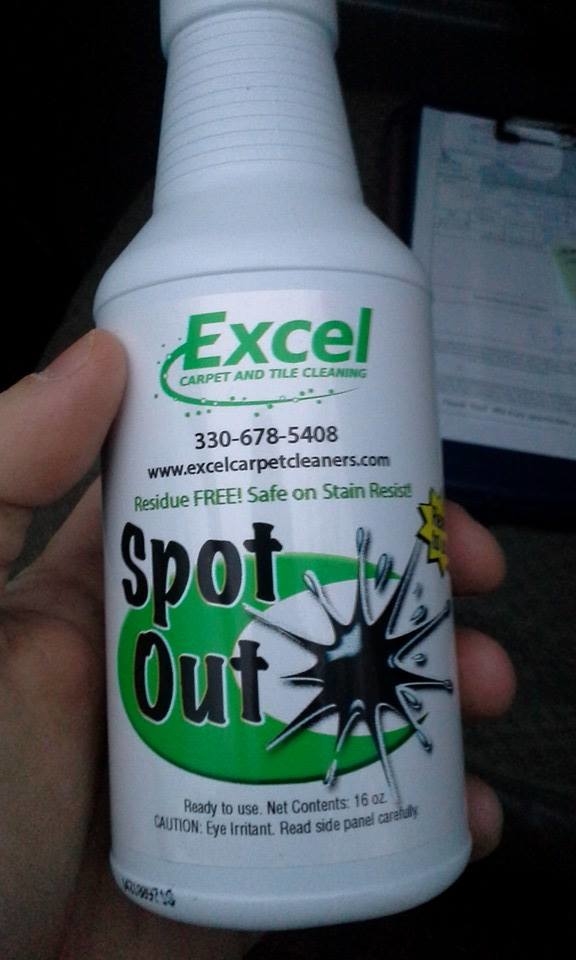 Excel
CARPET AND TILE CLEANING
330-678-5408
www.excelcarpetcleaners.com
Residue FREE! Safe on Stain Resist!
Spot
Out
Ready to use. Net Contents: 16 oz.
CAUTION: Eye Irritant. Read side panel carefully.